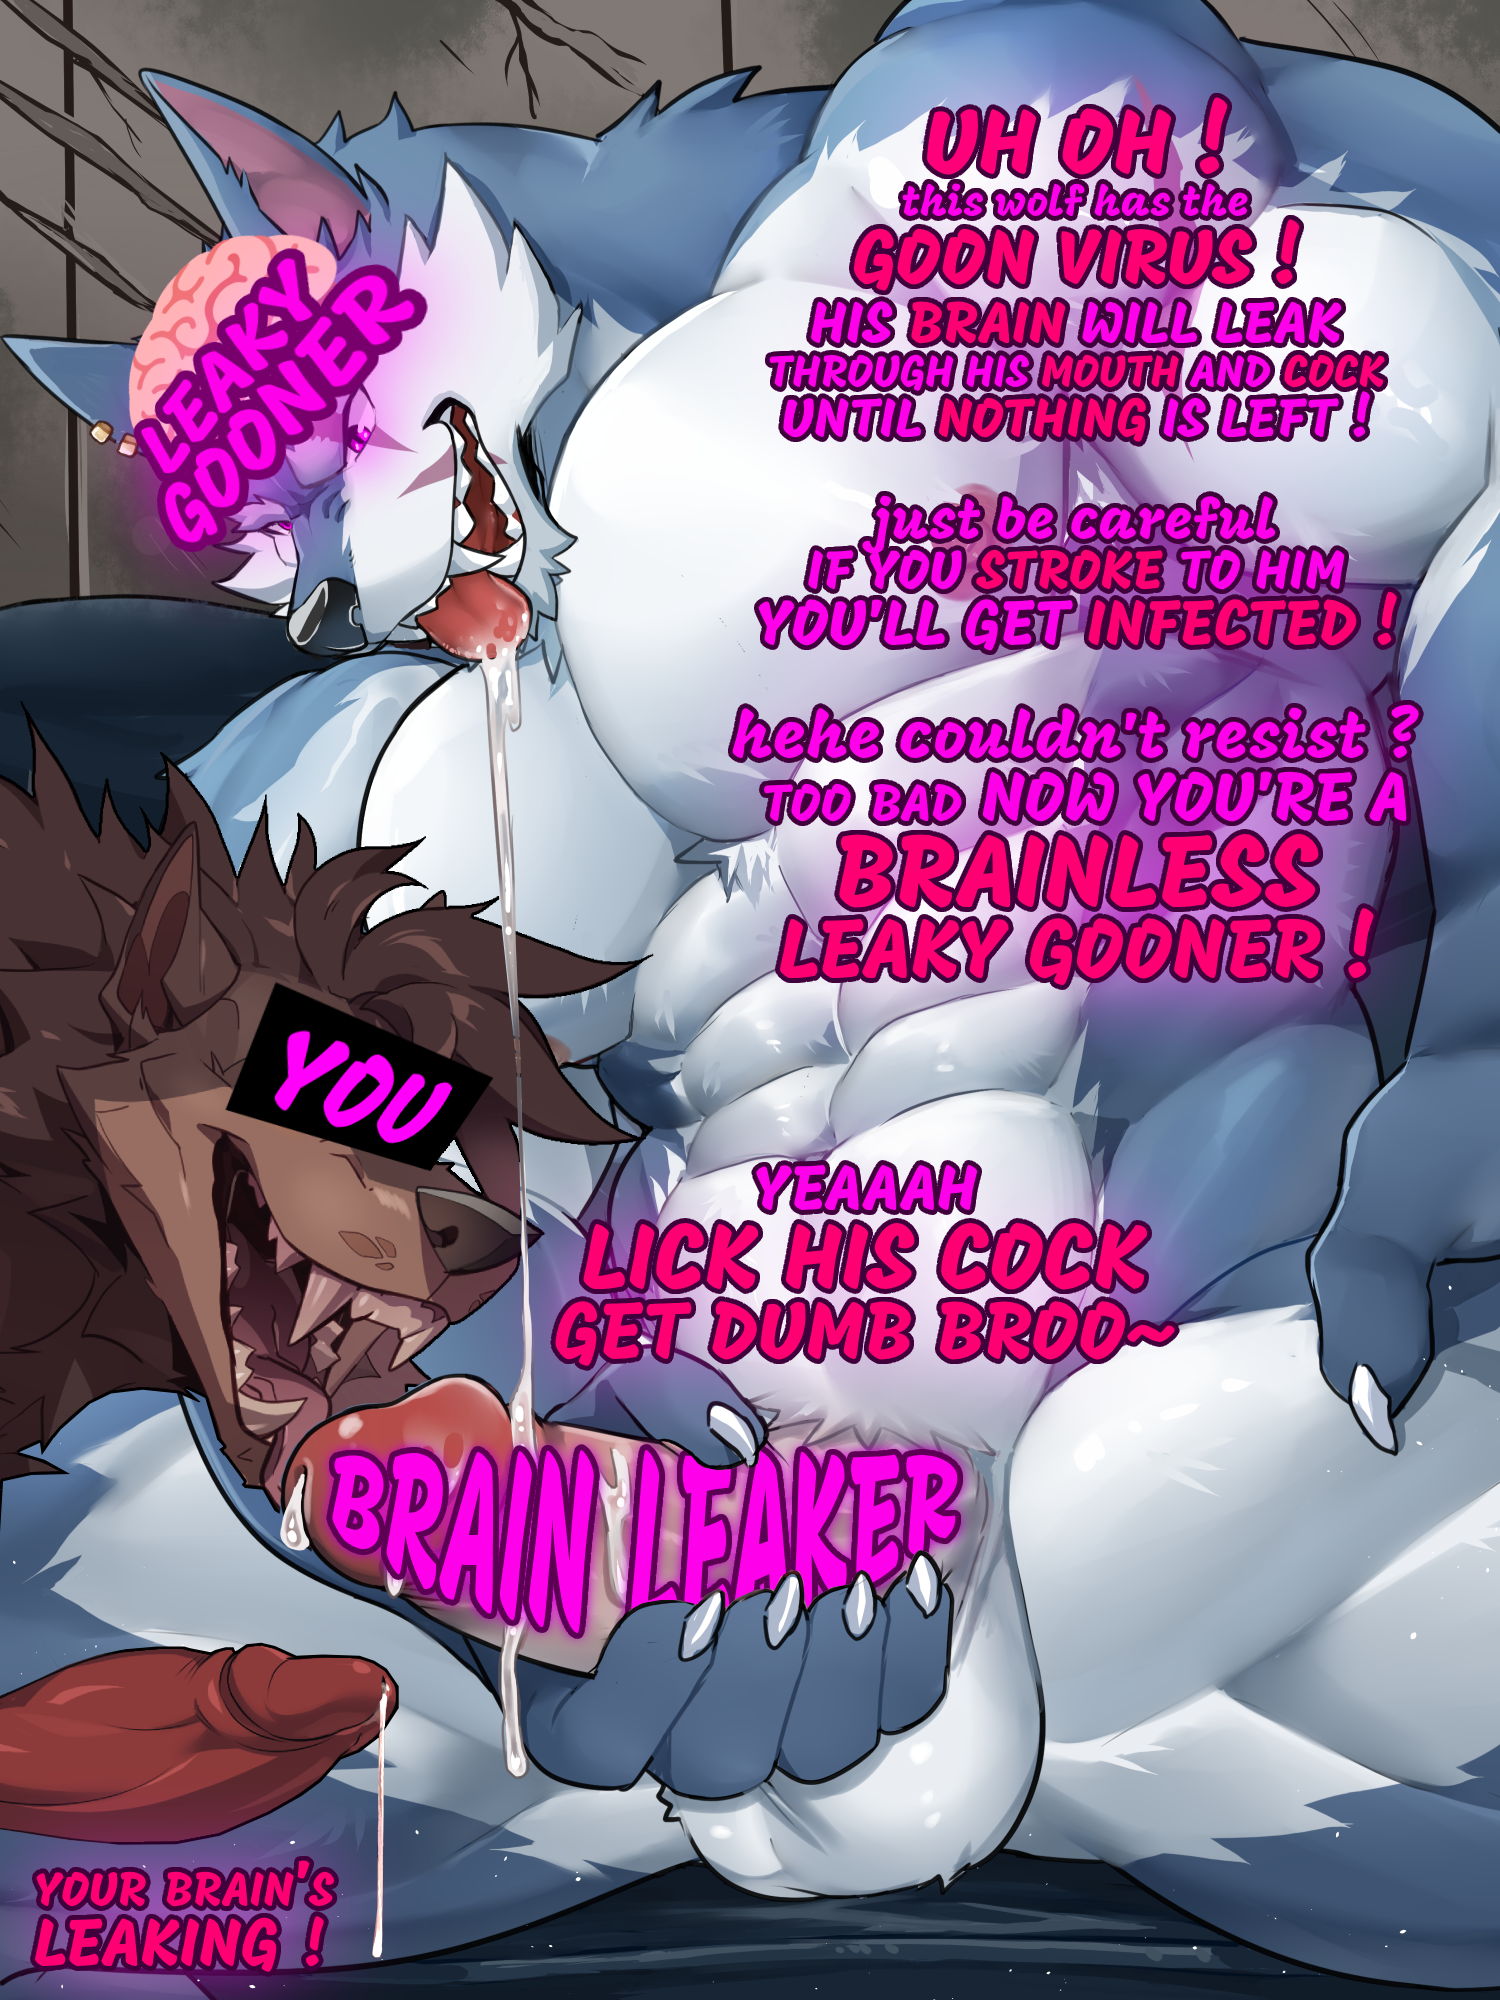 UH OH !
this wolf has the
GOON VIRUS !
HIS BRAIN WILL LEAK
THROUGH HIS MOUTH AND COCK
UNTIL NOTHING IS LEFT !
LEAKY
GOONER
just be careful
IF YOU STROKE TO HIM
YOU'LL GET INFECTED !
hehe couldn't resist ?
TOO BAD NOW YOU'RE A
BRAINLESS
LEAKY GOONER !
YOU
YEAAAH
LICK HIS COCK
GET DUMB BROO~
BRAIN LEAKER
YOUR BRAIN'S
LEAKING !